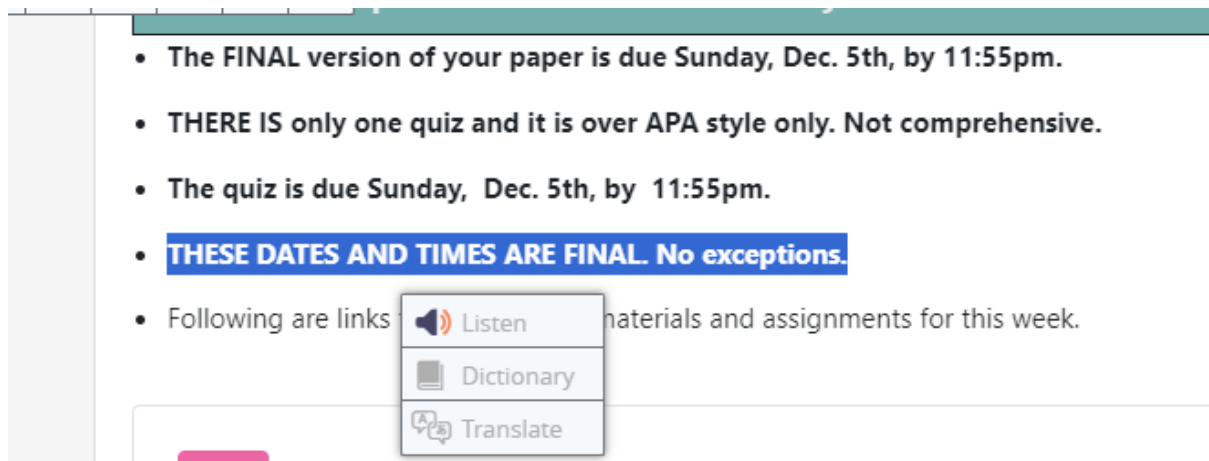 • The FINAL version of your paper is due Sunday, Dec. 5th, by 11:55pm.
• THERE IS only one quiz and it is over APA style only. Not comprehensive.
• The quiz is due Sunday,  Dec. 5th, by  11:55pm.
• THESE DATES AND TIMES ARE FINAL. No exceptions.
• Following are links materials and assignments for this week.
Listen
Dictionary
Translate